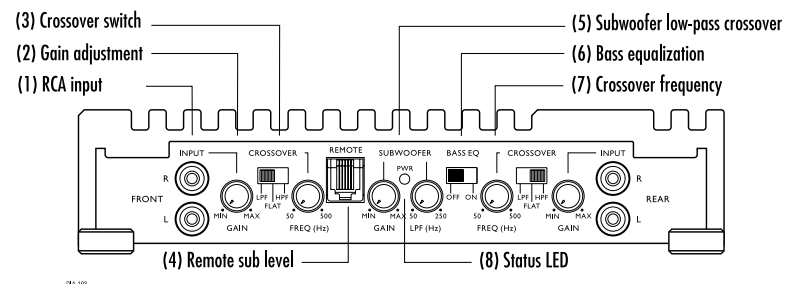 (3) Crossover switch
(5) Subwoofer low-pass crossover
(2) Gain adjustment
(6) Bass equalization
(1) RCA input
(7) Crossover frequency
INPUT
CROSSOVER
REMOTE
SUBWOOFER
BASS EQ
CROSSOVER
INPUT
PWR
R
R
FRONT
LPF HPF
FLAT
OFF ON
LPF HPF
FLAT
REAR
L
L
MIN MAX
50 500
MIN MAX
50 250
50 500
MIN MAX
GAIN
FREQ (Hz)
GAIN
LPF (Hz)
FREQ (Hz)
GAIN
(4) Remote sub level
(8) Status LED